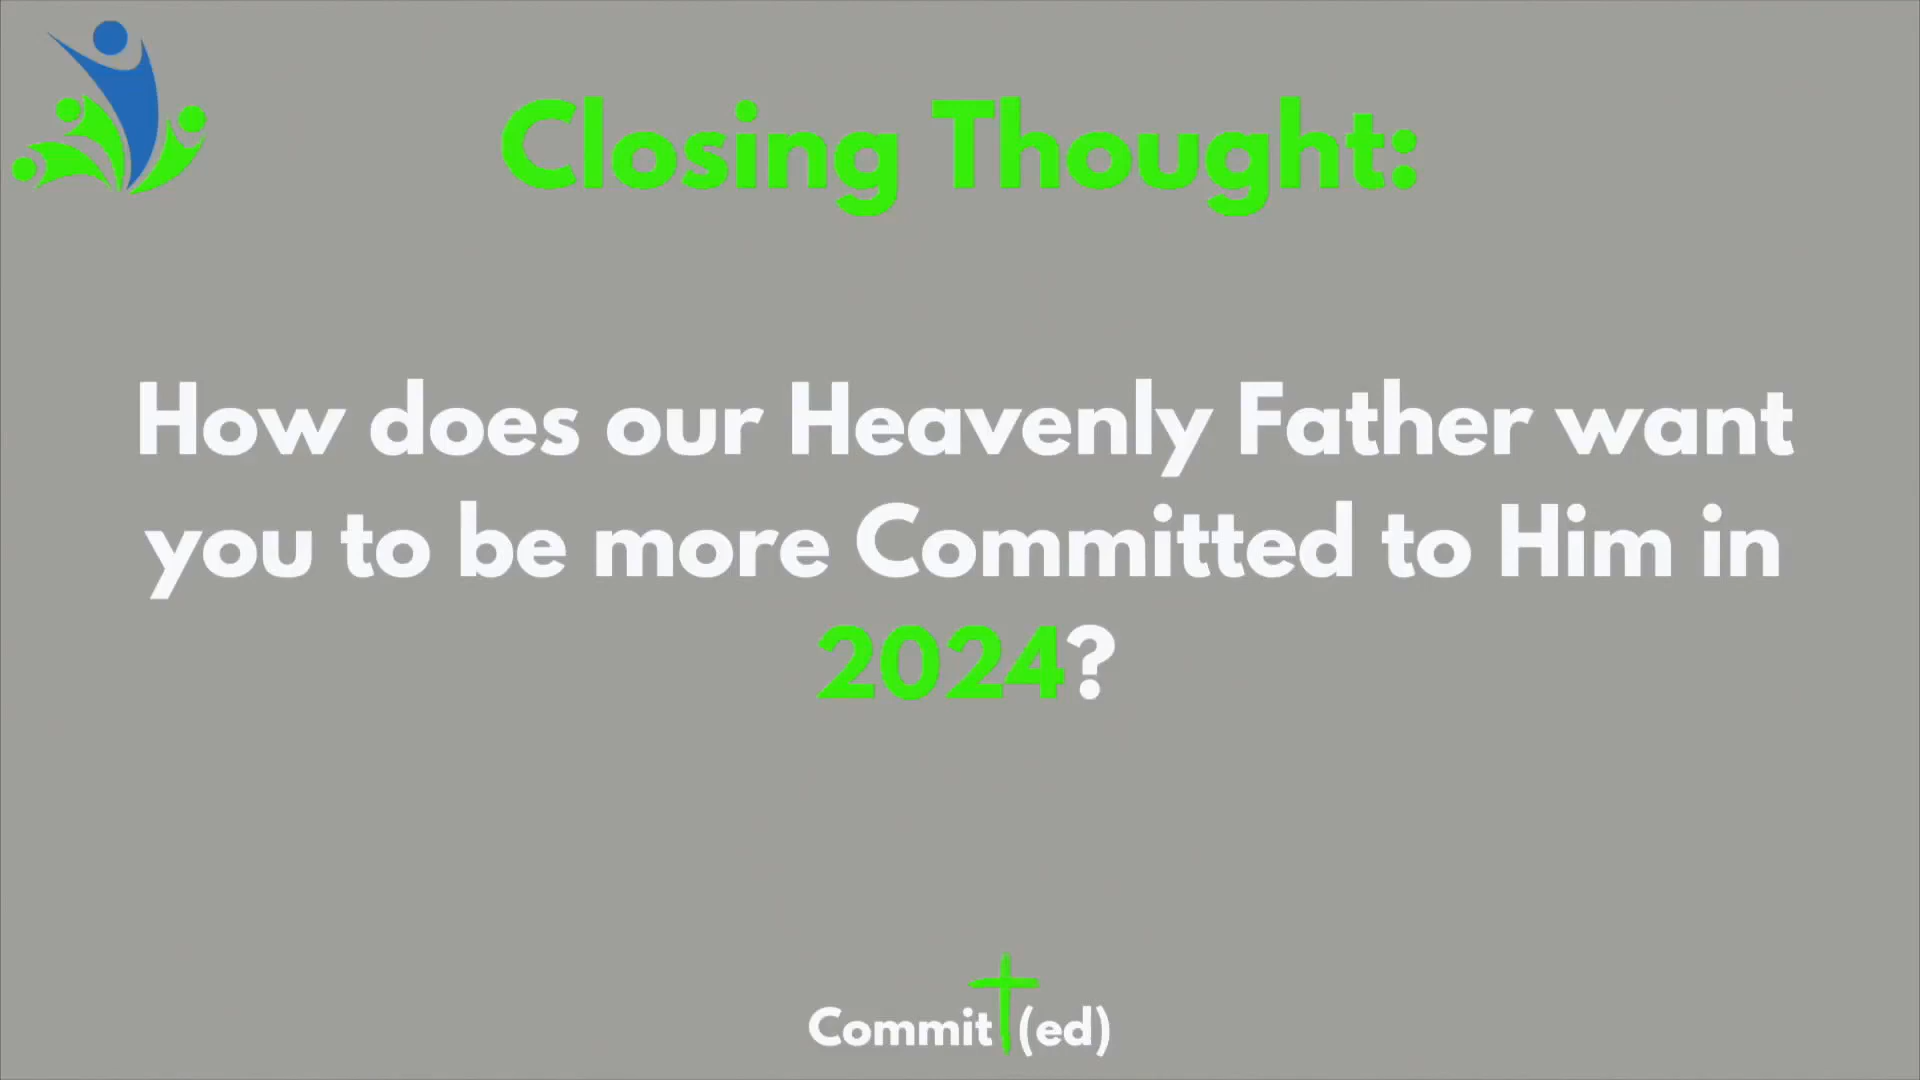 Closing Thought:
How does our Heavenly Father want
you to be more Committed to Him in
2024?
Commit†(ed)